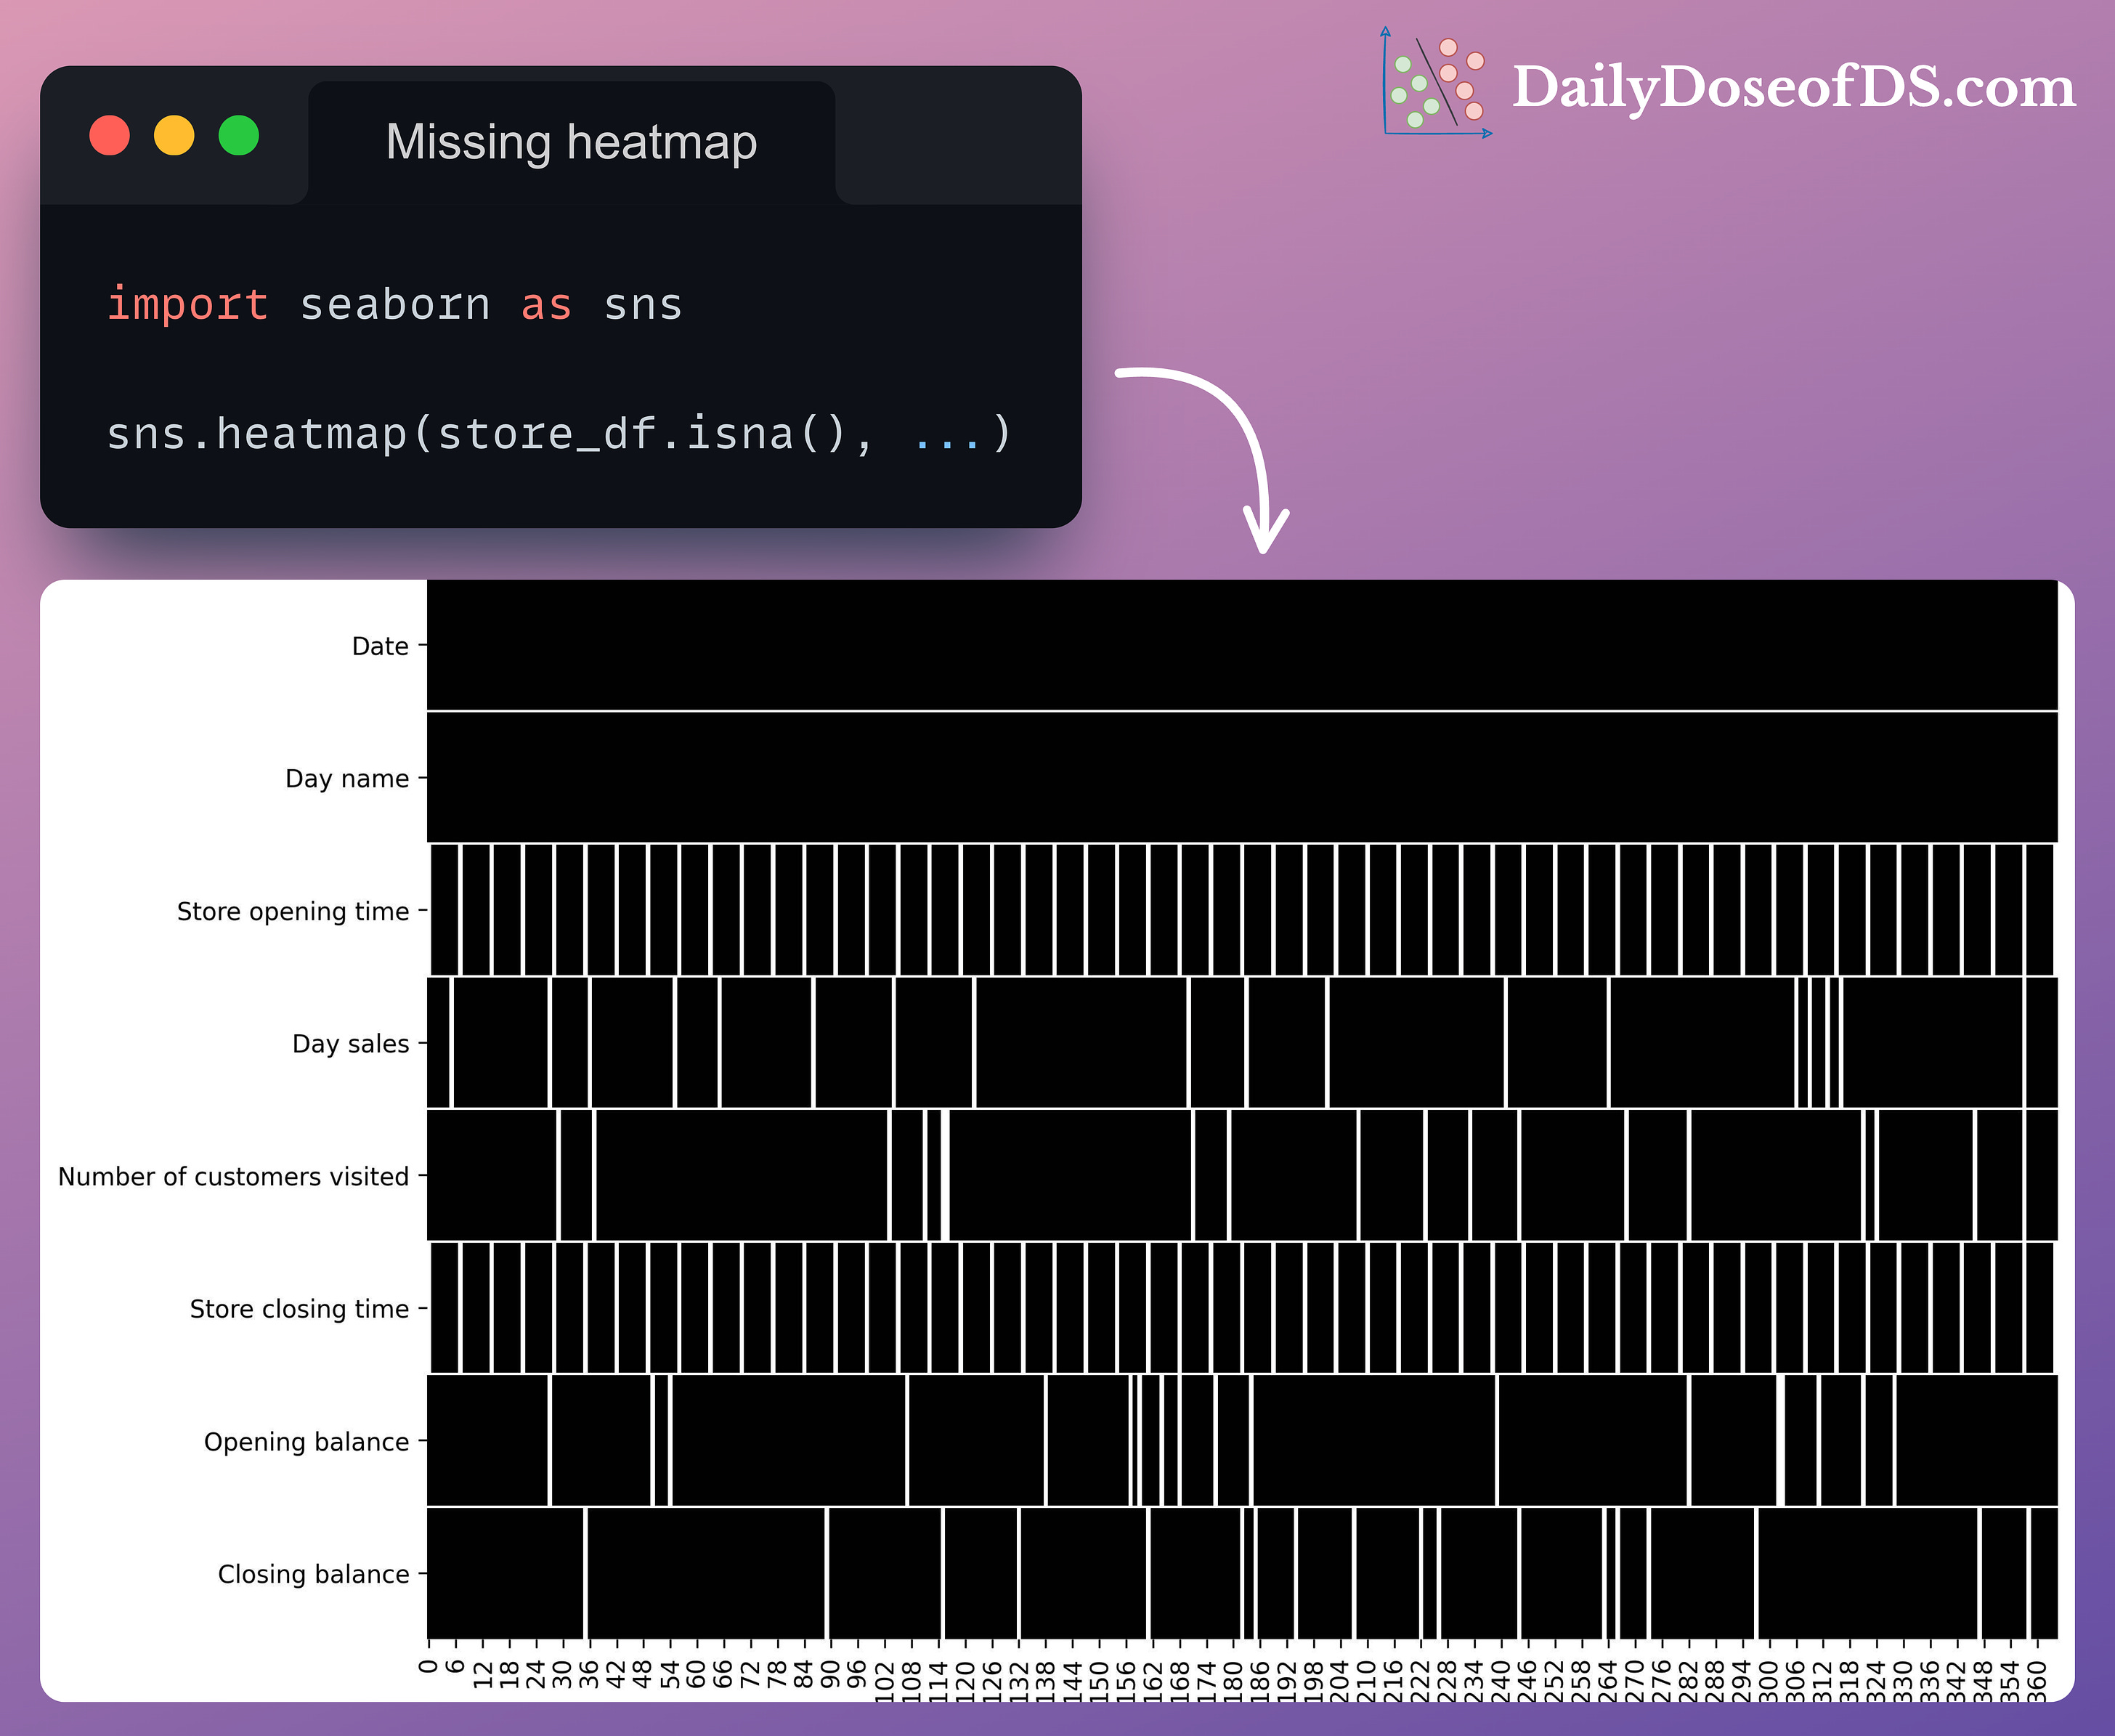 DailyDoseofDS.com
Missing heatmap
import seaborn as sns
sns.heatmap(store_df.isna(), ...)
Date
Day name
Store opening time
Day sales
Number of customers visited
Store closing time
Opening balance
Closing balance
0 6 12 18 24 30 36 42 48 54 60 66 72 78 84 90 96 102 108 114 120 126 132 138 144 150 156 162 168 174 180 186 192 198 204 210 216 222 228 234 240 246 252 258 264 270 276 282 288 294 300 306 312 318 324 330 336 342 348 354 360